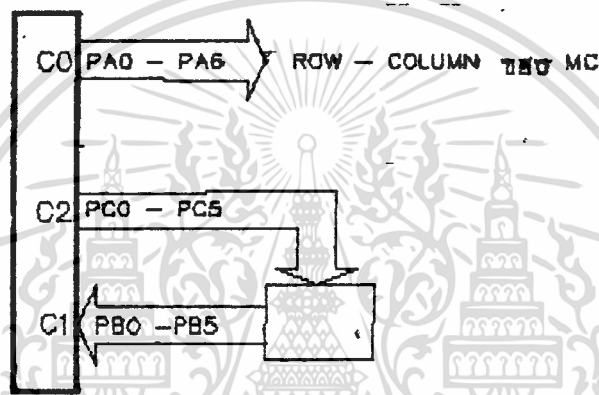 C0 PA0 - PA6 ROW - COLUMN ของ MC
C2 PC0 - PC5
C1 PB0 -PB5